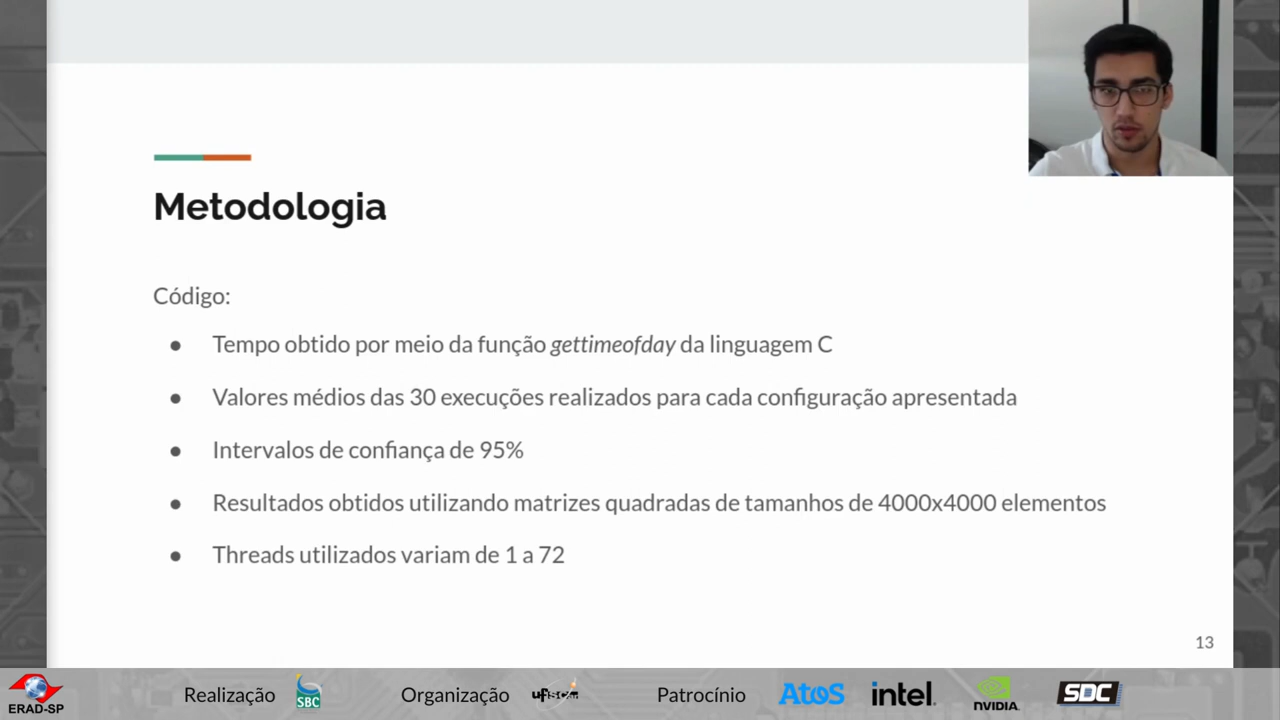 Metodologia
Código:
● Tempo obtido por meio da função gettimeofday da linguagem C
● Valores médios das 30 execuções realizados para cada configuração apresentada
● Intervalos de confiança de 95%
● Resultados obtidos utilizando matrizes quadradas de tamanhos de 4000x4000 elementos
● Threads utilizados variam de 1 a 72
13
ERAD-SP
Realização
SBC
Organização
ufscar
Patrocínio
Atos
intel.
NVIDIA.
SDC